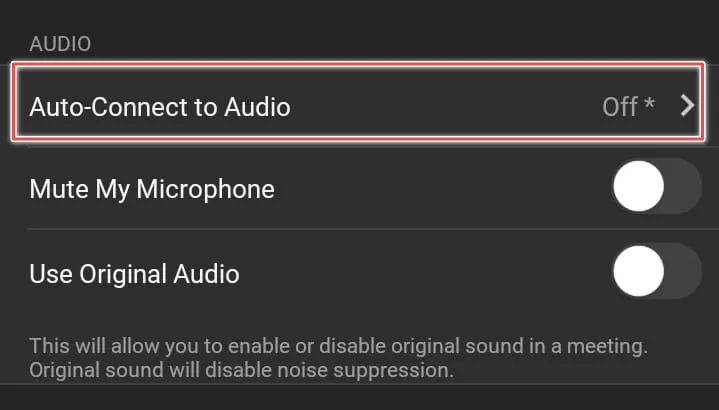 AUDIO
Auto-Connect to Audio Off *
Mute My Microphone
Use Original Audio
This will allow you to enable or disable original sound in a meeting.
Original sound will disable noise suppression.